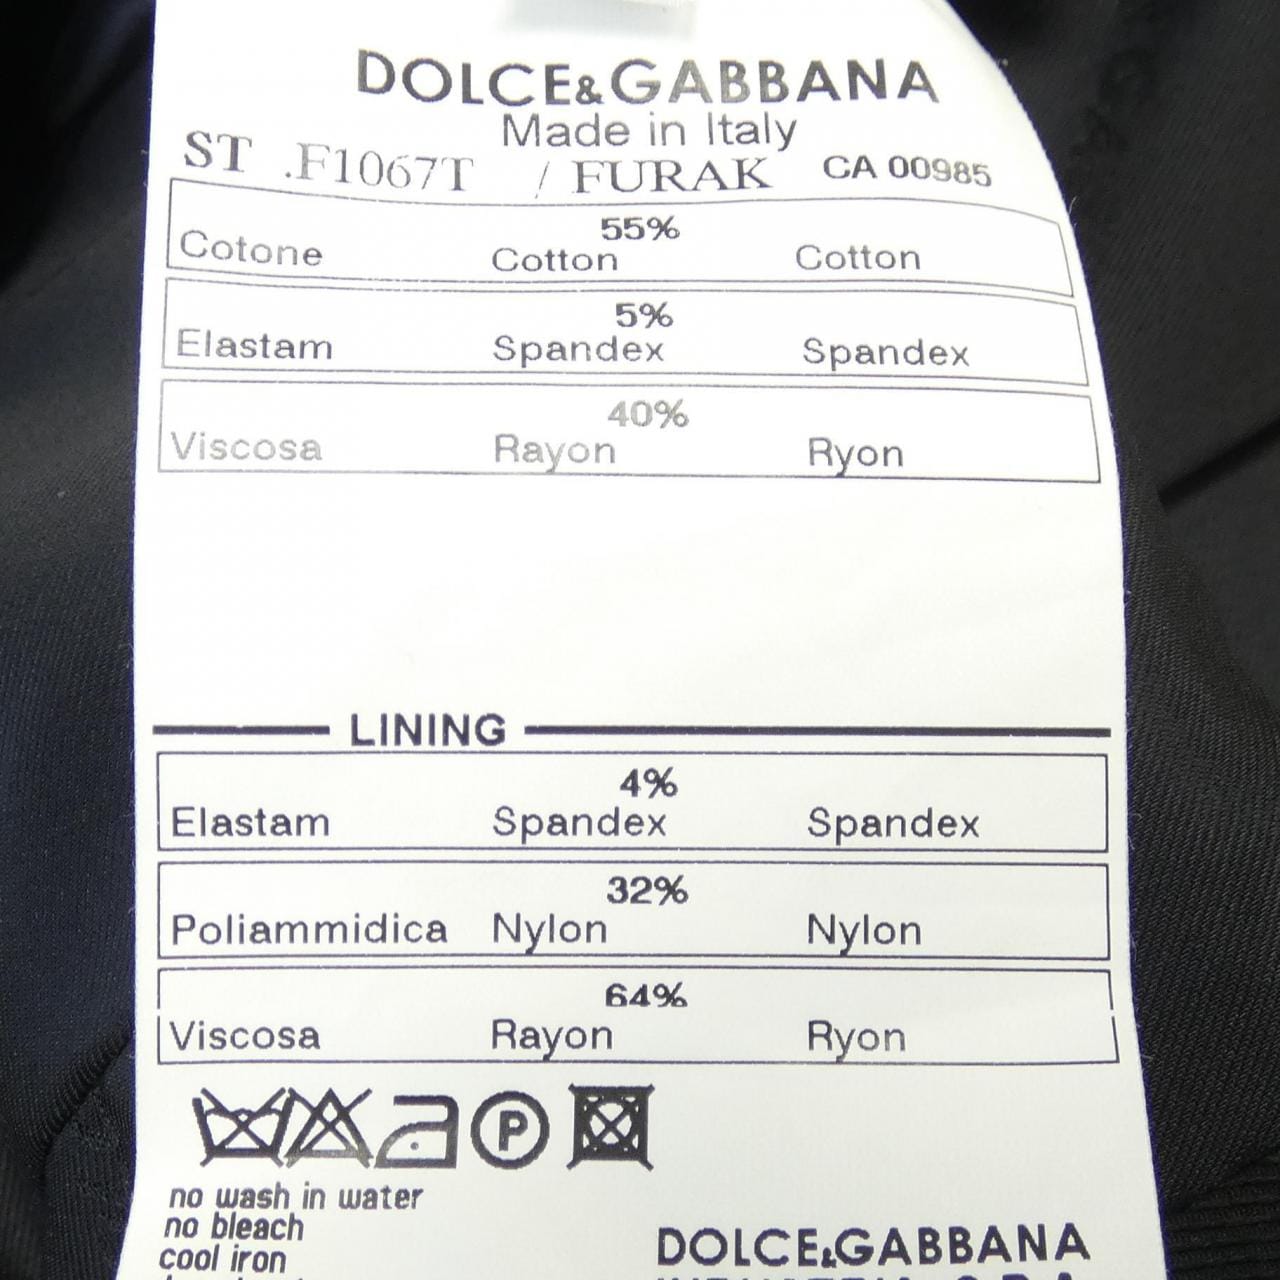 DOLCE&GABBANA
Made in Italy
ST .F1067T / FURAK CA 00985
55%
Cotone Cotton Cotton
5%
Elastam Spandex Spandex
40%
Viscosa Rayon Ryon
LINING
4%
Elastam Spandex Spandex
32%
Poliammidica Nylon Nylon
64%
Viscosa Rayon Ryon
P
no wash in water
no bleach
cool iron
DOLCE&GABBANA